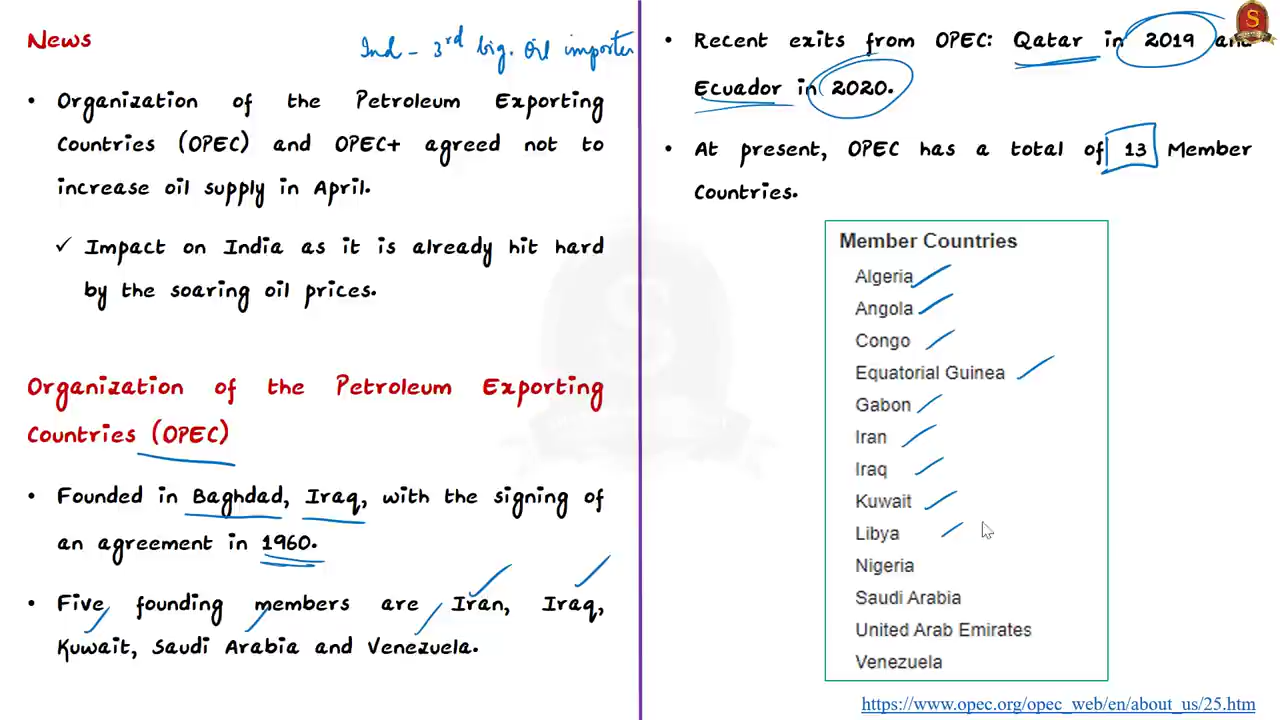 News
Ind - 3rd big. Oil importer
• Organization of the Petroleum Exporting
Countries (OPEC) and OPEC+ agreed not to
increase oil supply in April.
✓ Impact on India as it is already hit hard
by the soaring oil prices.
Organization of the Petroleum Exporting
Countries (OPEC)
• Founded in Baghdad, Iraq, with the signing of
an agreement in 1960.
• Five founding members are Iran, Iraq,
Kuwait, Saudi Arabia and Venezuela.
• Recent exits from OPEC: Qatar in 2019 and
Ecuador in 2020.
• At present, OPEC has a total of 13 Member
Countries.
Member Countries
Algeria
Angola
Congo
Equatorial Guinea
Gabon
Iran
Iraq
Kuwait
Libya
Nigeria
Saudi Arabia
United Arab Emirates
Venezuela
https://www.opec.org/opec_web/en/about_us/25.htm
S